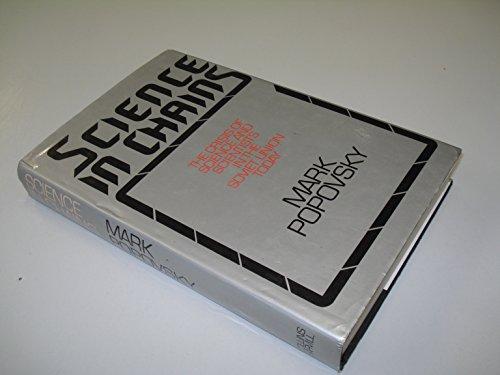 SCIENCE
IN CHAINS
THE CRISIS OF
SCIENCE AND
SCIENTISTS
IN THE
SOVIET UNION
TODAY
MARK
POPOVSKY
SCIENCE
IN CHAINS
MARK
POPOVSKY